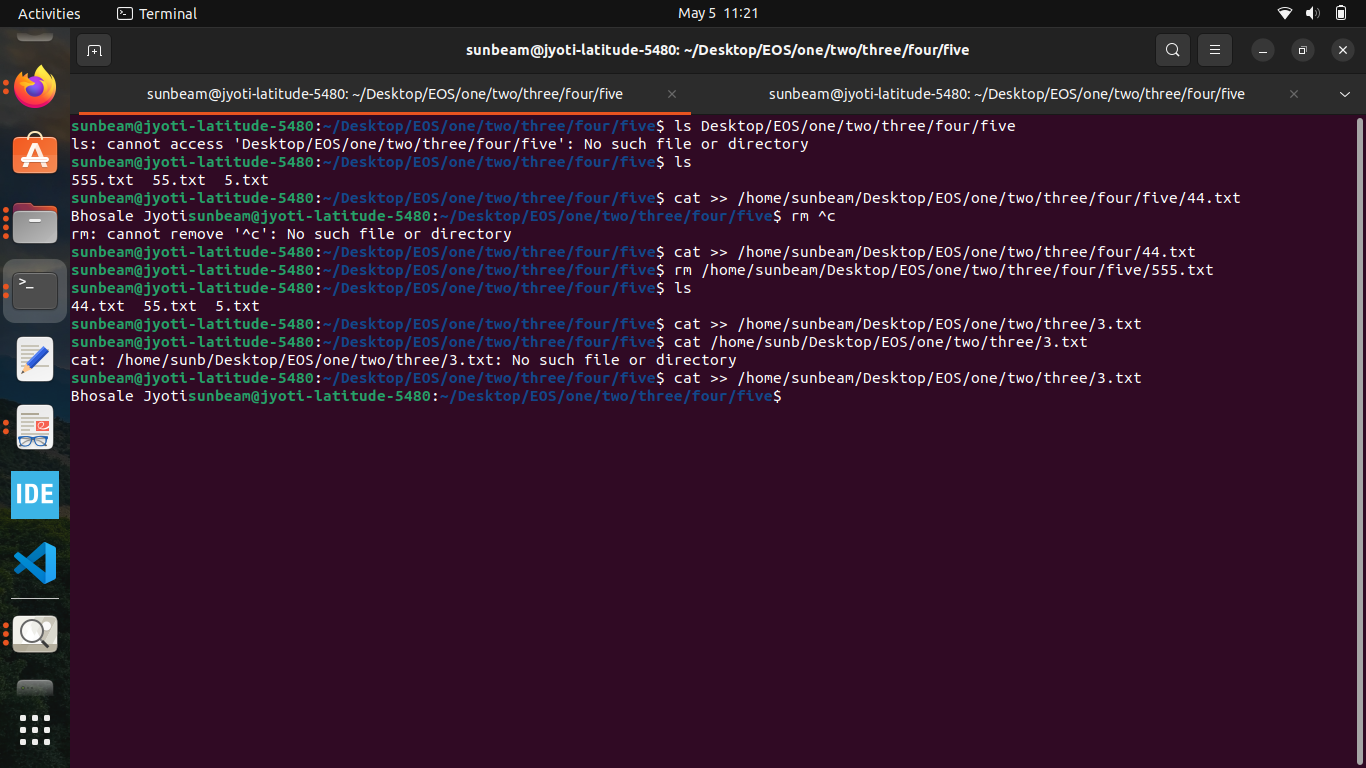 Activities
Terminal
May 5 11:21
sunbeam@jyoti-latitude-5480: ~/Desktop/EOS/one/two/three/four/five
sunbeam@jyoti-latitude-5480: ~/Desktop/EOS/one/two/three/four/five
sunbeam@jyoti-latitude-5480: ~/Desktop/EOS/one/two/three/four/five
sunbeam@jyoti-latitude-5480:~/Desktop/EOS/one/two/three/four/five$ ls Desktop/EOS/one/two/three/four/five
ls: cannot access 'Desktop/EOS/one/two/three/four/five': No such file or directory
sunbeam@jyoti-latitude-5480:~/Desktop/EOS/one/two/three/four/five$ ls
555.txt  55.txt  5.txt
sunbeam@jyoti-latitude-5480:~/Desktop/EOS/one/two/three/four/five$ cat >> /home/sunbeam/Desktop/EOS/one/two/three/four/five/44.txt
Bhosale Jyotisunbeam@jyoti-latitude-5480:~/Desktop/EOS/one/two/three/four/five$ rm ^c
rm: cannot remove '^c': No such file or directory
sunbeam@jyoti-latitude-5480:~/Desktop/EOS/one/two/three/four/five$ cat >> /home/sunbeam/Desktop/EOS/one/two/three/four/44.txt
sunbeam@jyoti-latitude-5480:~/Desktop/EOS/one/two/three/four/five$ rm /home/sunbeam/Desktop/EOS/one/two/three/four/five/555.txt
sunbeam@jyoti-latitude-5480:~/Desktop/EOS/one/two/three/four/five$ ls
44.txt  55.txt  5.txt
sunbeam@jyoti-latitude-5480:~/Desktop/EOS/one/two/three/four/five$ cat >> /home/sunbeam/Desktop/EOS/one/two/three/3.txt
sunbeam@jyoti-latitude-5480:~/Desktop/EOS/one/two/three/four/five$ cat /home/sunb/Desktop/EOS/one/two/three/3.txt
cat: /home/sunb/Desktop/EOS/one/two/three/3.txt: No such file or directory
sunbeam@jyoti-latitude-5480:~/Desktop/EOS/one/two/three/four/five$ cat >> /home/sunbeam/Desktop/EOS/one/two/three/3.txt
Bhosale Jyotisunbeam@jyoti-latitude-5480:~/Desktop/EOS/one/two/three/four/five$
IDE